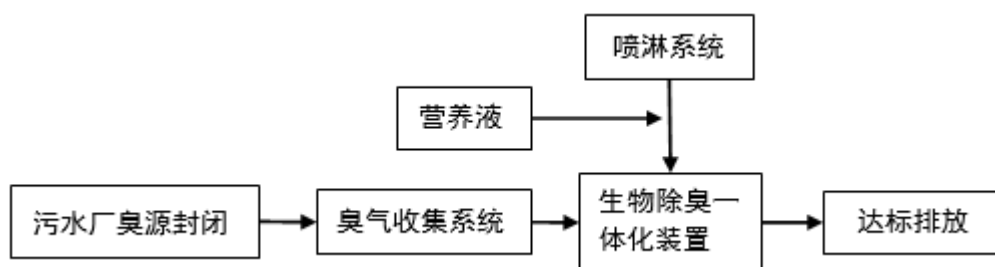 喷淋系统
营养液
污水厂臭源封闭
臭气收集系统
生物除臭一
体化装置
达标排放